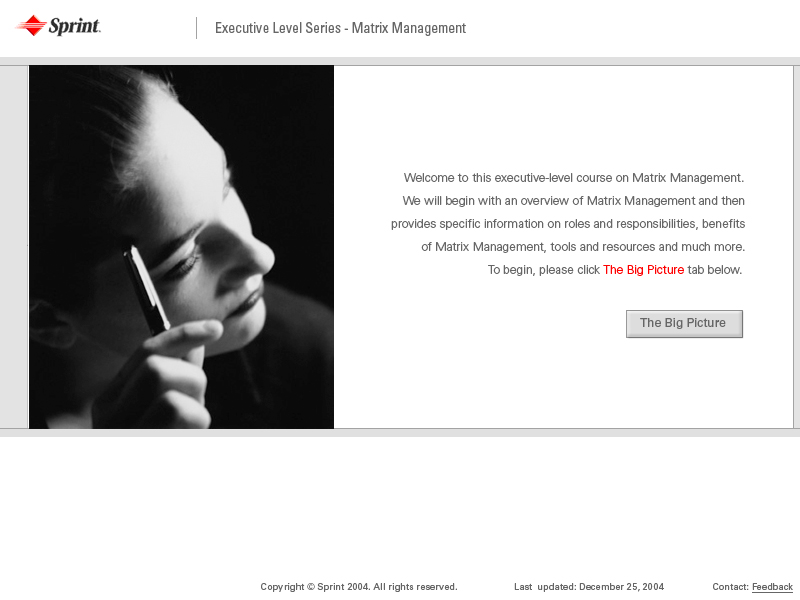 Sprint.
Executive Level Series - Matrix Management
Welcome to this executive-level course on Matrix Management.
We will begin with an overview of Matrix Management and then
provides specific information on roles and responsibilities, benefits
of Matrix Management, tools and resources and much more.
To begin, please click The Big Picture tab below.
The Big Picture
Copyright © Sprint 2004. All rights reserved.
Last updated: December 25, 2004
Contact: Feedback